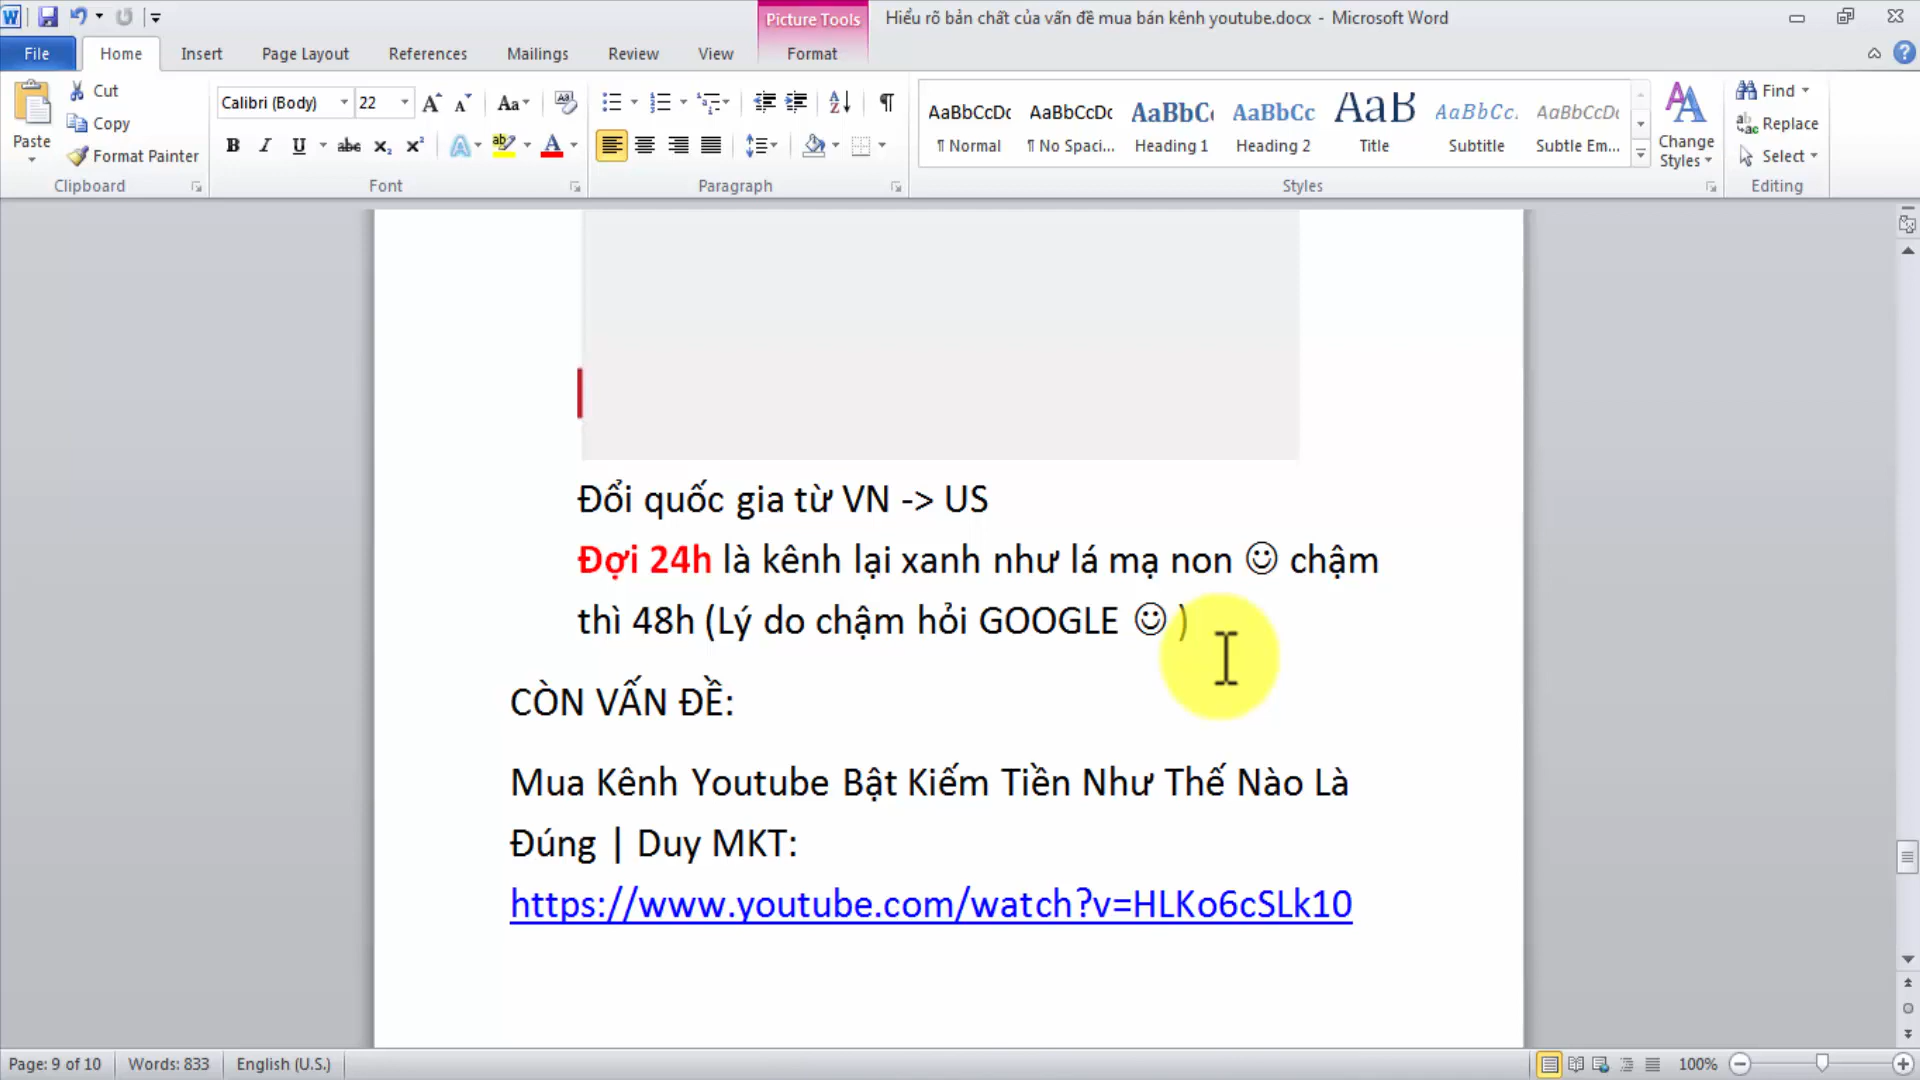 Picture Tools
Hiểu rõ bản chất của vấn đề mua bán kênh youtube.docx - Microsoft Word
File Home Insert Page Layout References Mailings Review View Format
Paste
Cut
Copy
Format Painter
Clipboard
Calibri (Body) 22
Font
Paragraph
AaBbCcDc AaBbCcDc AaBbC AaBbCc AaB AaBbCc. AaBbCcDc
¶ Normal ¶ No Spaci... Heading 1 Heading 2 Title Subtitle Subtle Em...
Styles
Change Styles
Find
Replace
Select
Editing
Đổi quốc gia từ VN -> US
Đợi 24h là kênh lại xanh như lá mạ non ☺ chậm
thì 48h (Lý do chậm hỏi GOOGLE ☺ )
CÒN VẤN ĐỀ:
Mua Kênh Youtube Bật Kiếm Tiền Như Thế Nào Là
Đúng | Duy MKT:
https://www.youtube.com/watch?v=HLKo6cSLk10
Page: 9 of 10 Words: 833 English (U.S.) 100%